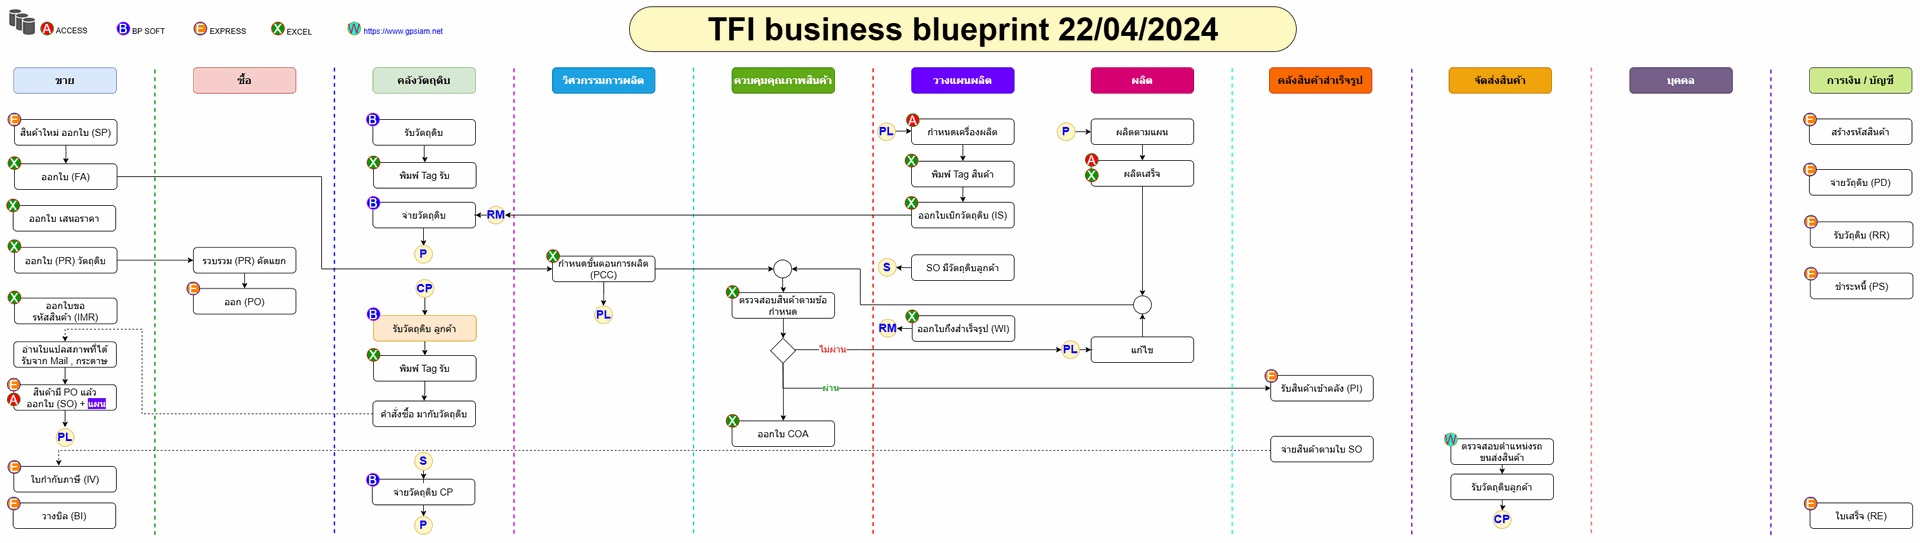 TFI business blueprint 22/04/2024
A ACCESS
B BP SOFT
E EXPRESS
X EXCEL
W https://www.gpsiam.net
ขาย
ซื้อ
คลังวัตถุดิบ
วิศวกรรมการผลิต
ควบคุมคุณภาพสินค้า
วางแผนผลิต
ผลิต
คลังสินค้าสำเร็จรูป
จัดส่งสินค้า
บุคคล
การเงิน / บัญชี
E
สินค้าใหม่ ออกใบ (SP)
X
ออกใบ (FA)
X
ออกใบ เสนอราคา
X
ออกใบ (PR) วัตถุดิบ
X
ออกใบขอ
รหัสสินค้า (IMR)
อ่านใบแปลสภาพที่ได้
รับจาก Mail , กระดาษ
E
A
สินค้ามี PO แล้ว
ออกใบ (SO) + แผน
PL
E
ใบกำกับภาษี (IV)
E
วางบิล (BI)
รวบรวม (PR) คัดแยก
E
ออก (PO)
B
รับวัตถุดิบ
X
พิมพ์ Tag รับ
B
จ่ายวัตถุดิบ
RM
P
CP
B
รับวัตถุดิบ ลูกค้า
X
พิมพ์ Tag รับ
คำสั่งซื้อ มากับวัตถุดิบ
S
B
จ่ายวัตถุดิบ CP
P
X
กำหนดขั้นตอนการผลิต
(PCC)
PL
X
ตรวจสอบสินค้าตามข้อ
กำหนด
ไม่ผ่าน
ผ่าน
X
ออกใบ COA
PL
A
กำหนดเครื่องผลิต
X
พิมพ์ Tag สินค้า
X
ออกใบเบิกวัตถุดิบ (IS)
S
SO มีวัตถุดิบลูกค้า
RM
X
ออกใบกึ่งสำเร็จรูป (WI)
P
ผลิตตามแผน
A
X
ผลิตเสร็จ
PL
แก้ไข
E
รับสินค้าเข้าคลัง (PI)
จ่ายสินค้าตามใบ SO
W
ตรวจสอบตำแหน่งรถ
ขนส่งสินค้า
รับวัตถุดิบลูกค้า
CP
E
สร้างรหัสสินค้า
E
จ่ายวัถุดิบ (PD)
E
รับวัถุดิบ (RR)
E
ชำระหนี้ (PS)
E
ใบเสร็จ (RE)